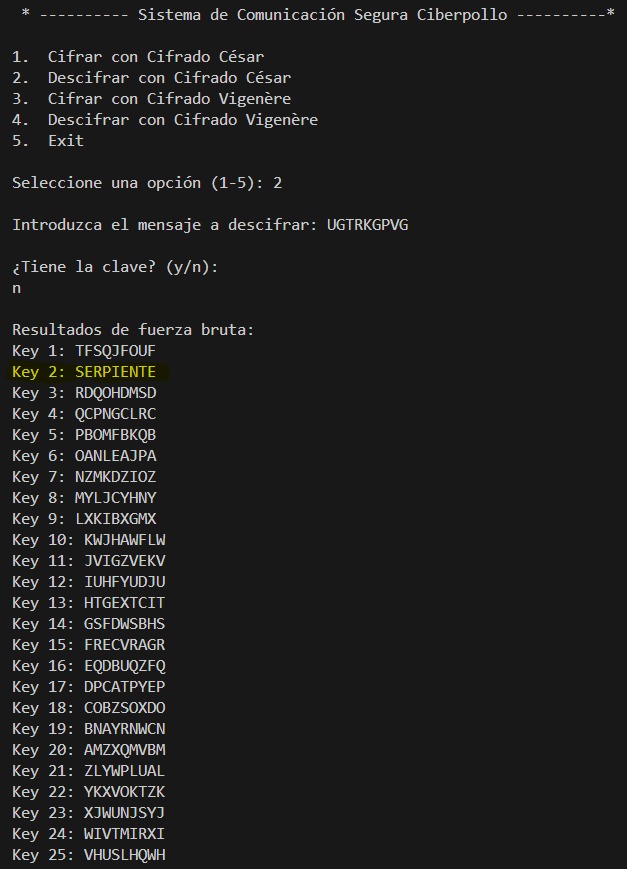 * ---------- Sistema de Comunicación Segura Ciberpollo ----------*
1.  Cifrar con Cifrado César
2.  Descifrar con Cifrado César
3.  Cifrar con Cifrado Vigenère
4.  Descifrar con Cifrado Vigenère
5.  Exit
Seleccione una opción (1-5): 2
Introduzca el mensaje a descifrar: UGTRKGPVG
¿Tiene la clave? (y/n):
n
Resultados de fuerza bruta:
Key 1: TFSQJFOUF
Key 2: SERPIENTE
Key 3: RDQOHDMSD
Key 4: QCPNGCLRC
Key 5: PBOMFBKQB
Key 6: OANLEAJPA
Key 7: NZMKDZIOZ
Key 8: MYLJCYHNY
Key 9: LXKIBXGMX
Key 10: KWJHAWFLW
Key 11: JVIGZVEKV
Key 12: IUHFYUDJU
Key 13: HTGEXTCIT
Key 14: GSFDWSBHS
Key 15: FRECVRAGR
Key 16: EQDBUQZFQ
Key 17: DPCATPYEP
Key 18: COBZSOXDO
Key 19: BNAYRNWCN
Key 20: AMZXQMVBM
Key 21: ZLYWPLUAL
Key 22: YKXVOKTZK
Key 23: XJWUNJSYJ
Key 24: WIVTMIRXI
Key 25: VHUSLHQWH